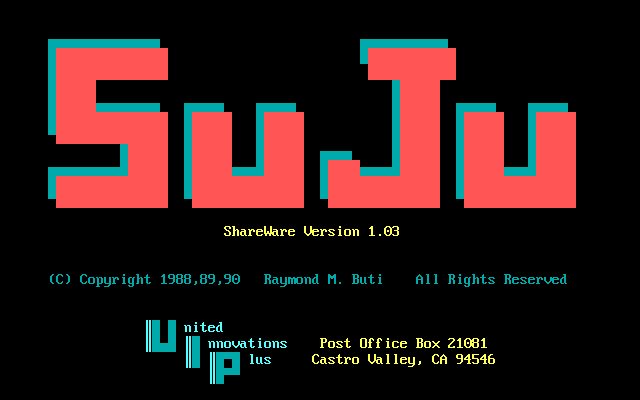 SuJu
ShareWare Version 1.03
(C) Copyright 1988,89,90   Raymond M. Buti    All Rights Reserved
United
Innovations    Post Office Box 21081
Plus    Castro Valley, CA 94546